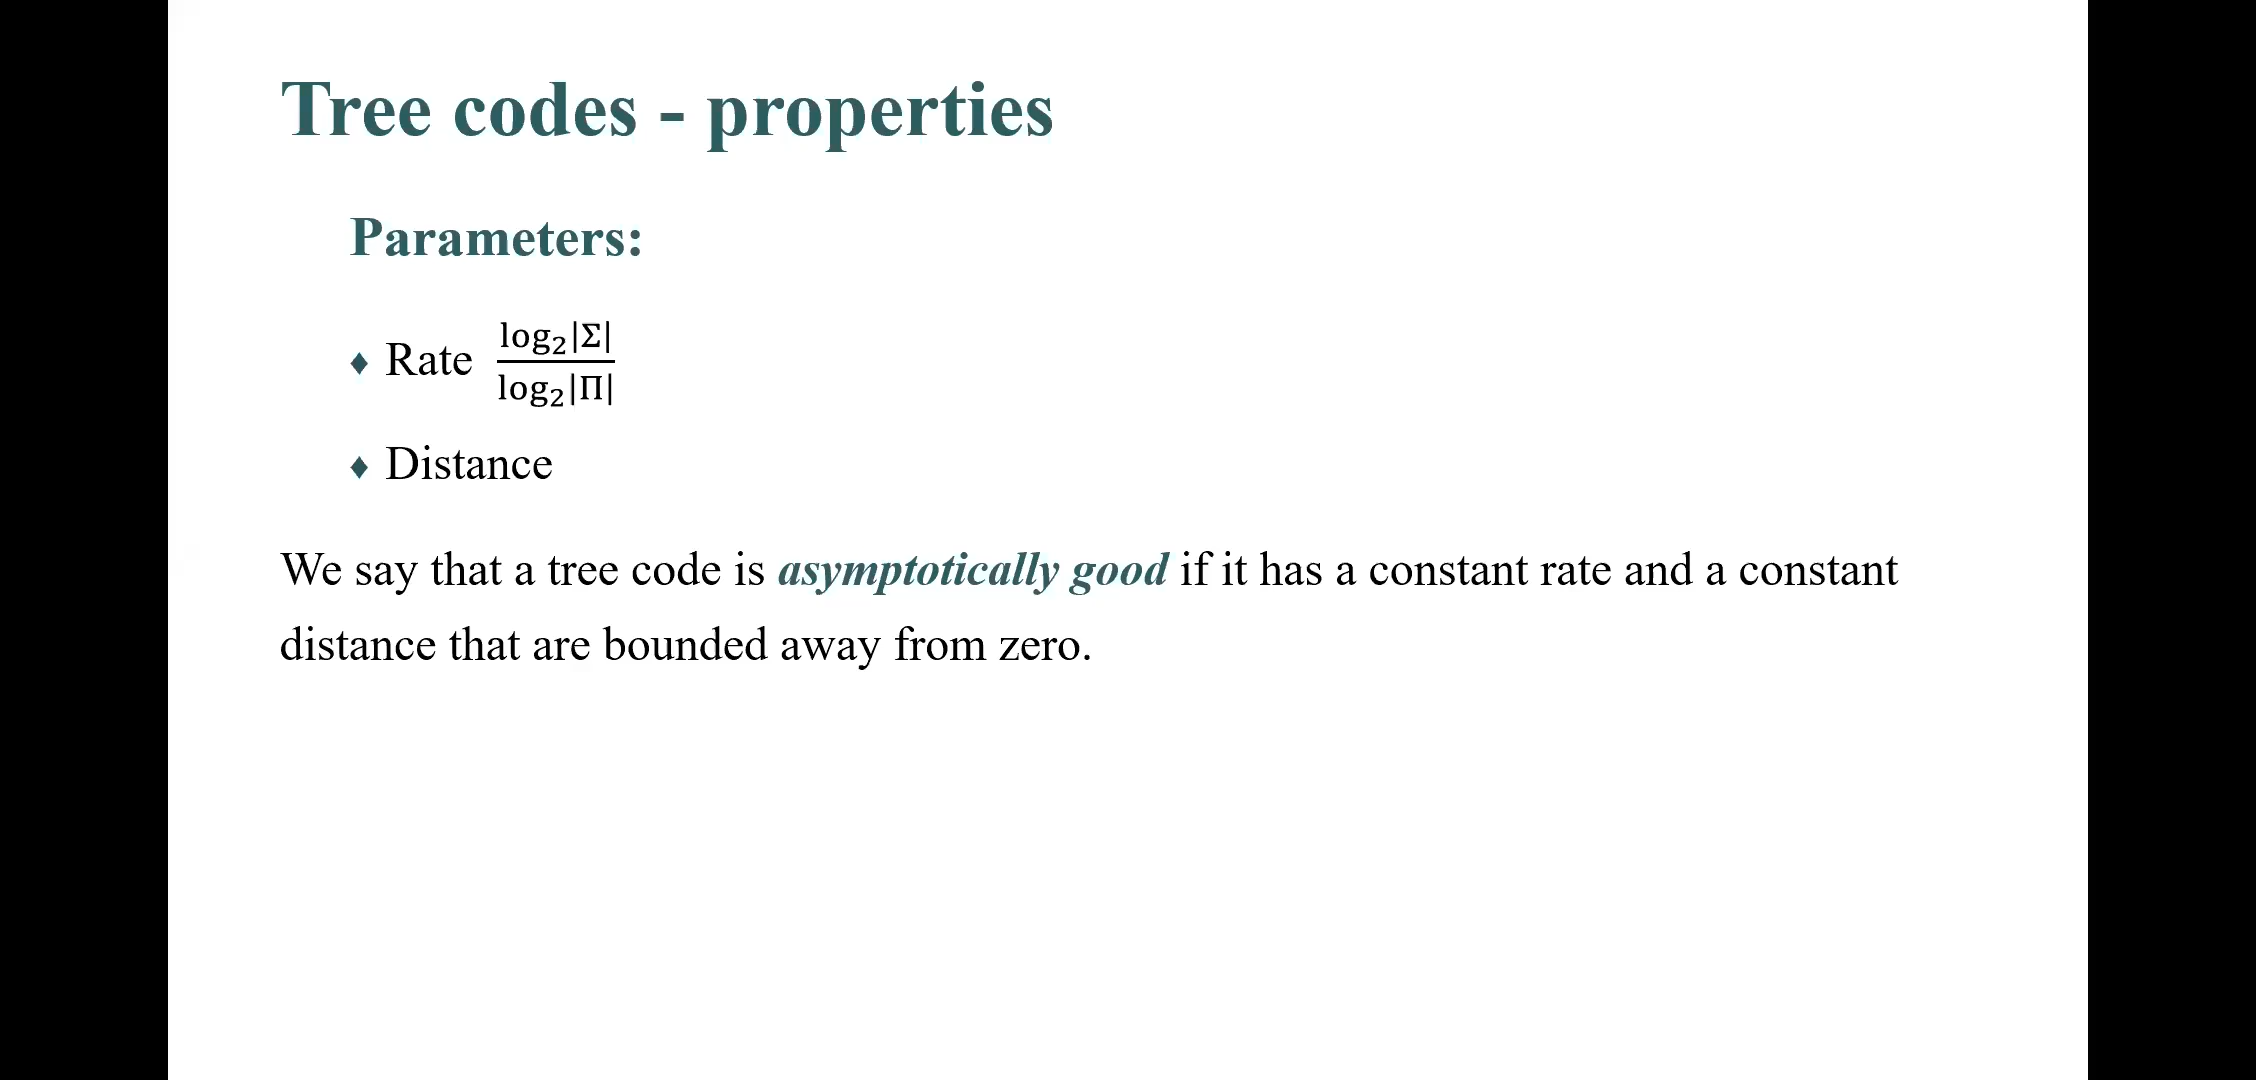 Tree codes - properties
Parameters:
♦ Rate log₂|Σ| / log₂|Π|
♦ Distance
We say that a tree code is asymptotically good if it has a constant rate and a constant
distance that are bounded away from zero.